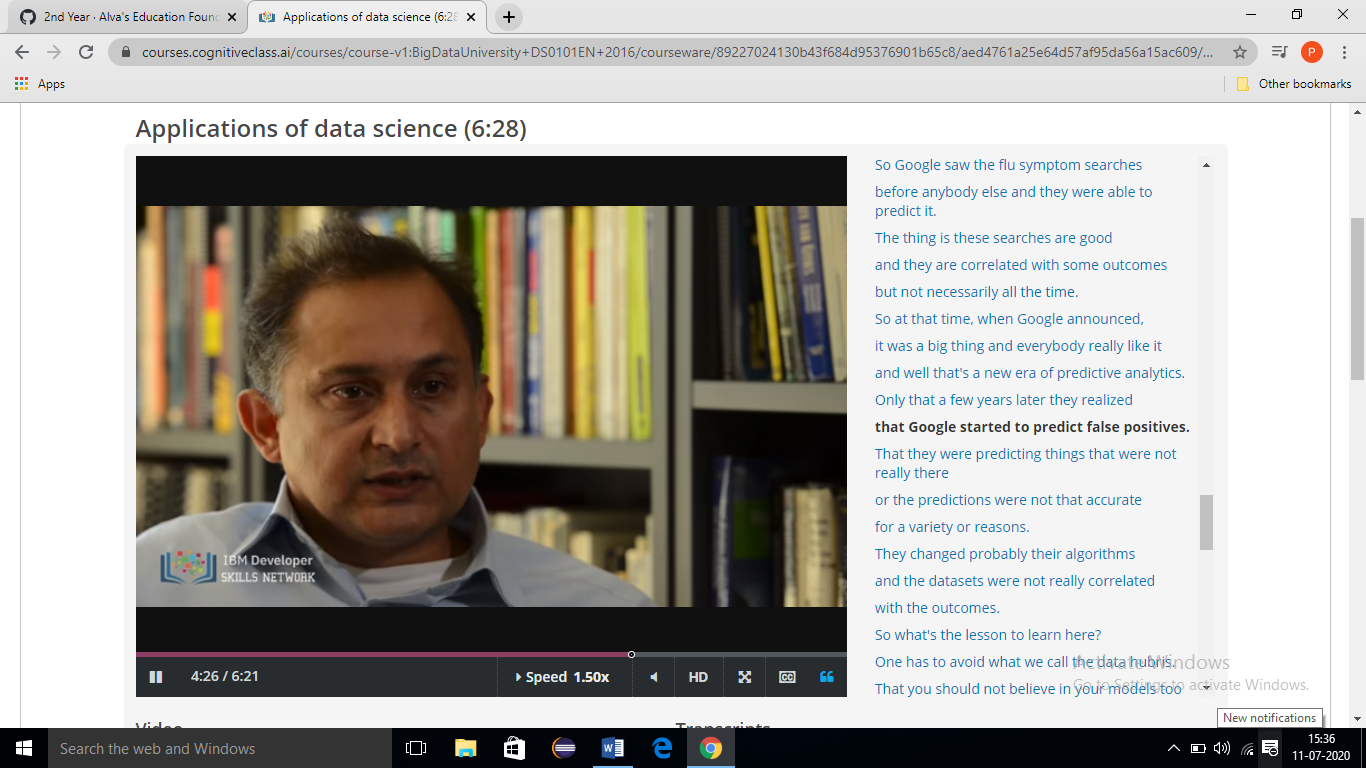 2nd Year · Alva's Education Foun
Applications of data science (6:28
courses.cognitiveclass.ai/courses/course-v1:BigDataUniversity+DS0101EN+2016/courseware/89227024130b43f684d95376901b65c8/aed4761a25e64d57af95da56a15ac609/...
P
Apps
Other bookmarks
Applications of data science (6:28)
So Google saw the flu symptom searches
before anybody else and they were able to
predict it.
The thing is these searches are good
and they are correlated with some outcomes
but not necessarily all the time.
So at that time, when Google announced,
it was a big thing and everybody really like it
and well that's a new era of predictive analytics.
Only that a few years later they realized
that Google started to predict false positives.
That they were predicting things that were not
really there
or the predictions were not that accurate
for a variety or reasons.
They changed probably their algorithms
and the datasets were not really correlated
with the outcomes.
So what's the lesson to learn here?
One has to avoid what we call the data hubris.
That you should not believe in your models too
IBM Developer
SKILLS NETWORK
4:26 / 6:21
Speed 1.50x
HD
CC
Activate Windows
Go to Settings to activate Windows.
Video
Transcripts
New notifications
Search the web and Windows
15:36
11-07-2020